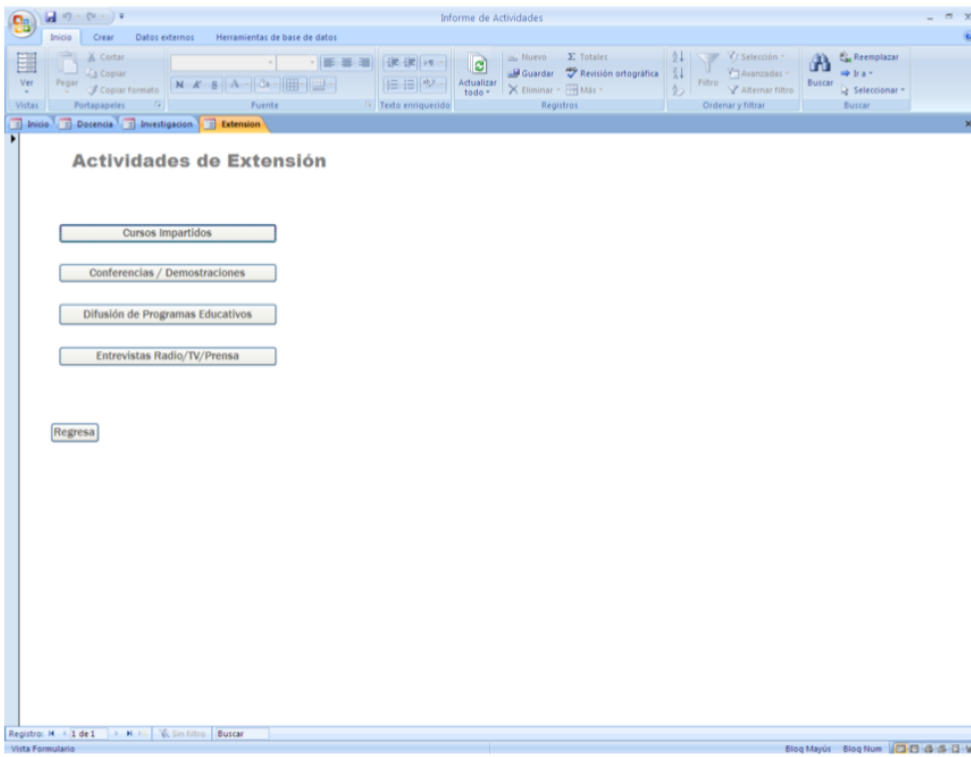 Informe de Actividades
Inicio Crear Datos externos Herramientas de base de datos
Ver
Vistas
Pegar
Cortar
Copiar
Copiar formato
Portapapeles
N K S A
Fuente
Texto enriquecido
Actualizar
todo
Nuevo
Guardar
Eliminar
Σ Totales
Revisión ortográfica
Más
Registros
Filtro
Selección
Avanzadas
Alternar filtro
Ordenar y filtrar
Buscar
Reemplazar
Ir a
Seleccionar
Buscar
Inicio Docencia Investigacion Extension
Actividades de Extensión
Cursos Impartidos
Conferencias / Demostraciones
Difusión de Programas Educativos
Entrevistas Radio/TV/Prensa
Regresa
Registro: 1 de 1 Sin filtro Buscar
Vista Formulario Bloq Mayús Bloq Num